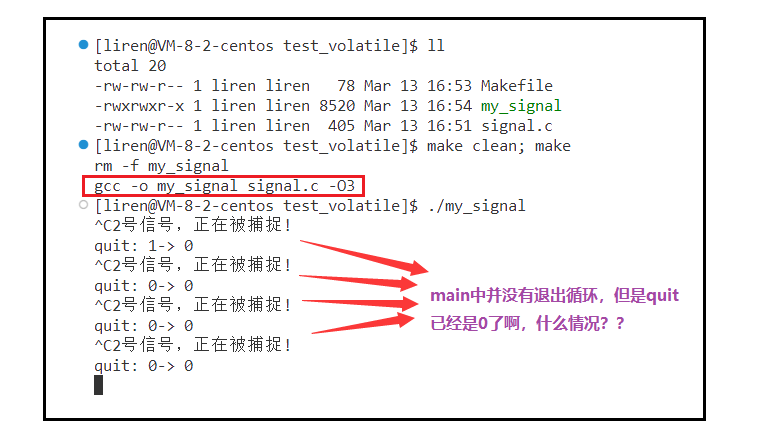 [liren@VM-8-2-centos test_volatile]$ ll
total 20
-rw-rw-r-- 1 liren liren   78 Mar 13 16:53 Makefile
-rwxrwxr-x 1 liren liren 8520 Mar 13 16:54 my_signal
-rw-rw-r-- 1 liren liren  405 Mar 13 16:51 signal.c
[liren@VM-8-2-centos test_volatile]$ make clean; make
rm -f my_signal
gcc -o my_signal signal.c -O3
[liren@VM-8-2-centos test_volatile]$ ./my_signal
^C2号信号，正在被捕捉！
quit: 1-> 0
^C2号信号，正在被捕捉！
quit: 0-> 0
^C2号信号，正在被捕捉！
quit: 0-> 0
^C2号信号，正在被捕捉！
quit: 0-> 0
main中并没有退出循环，但是quit
已经是0了啊，什么情况？？